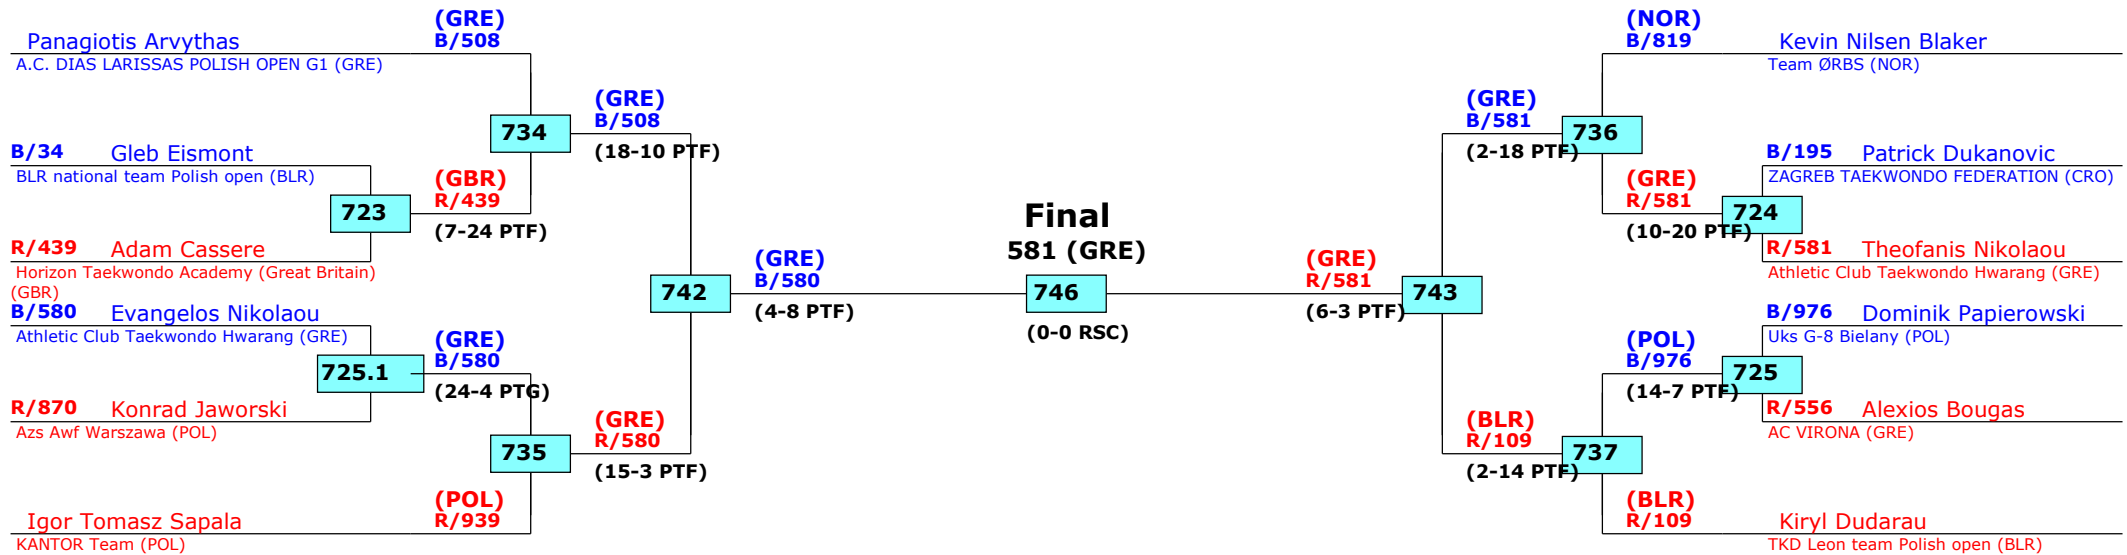 (GRE)
Panagiotis Arvythas B/508
A.C. DIAS LARISSAS POLISH OPEN G1 (GRE)
(GRE)
B/508
734
(18-10 PTF)
B/34 Gleb Eismont
BLR national team Polish open (BLR)
(GBR)
R/439
723
(7-24 PTF)
R/439 Adam Cassere
Horizon Taekwondo Academy (Great Britain)
(GBR)
B/580 Evangelos Nikolaou
Athletic Club Taekwondo Hwarang (GRE)
(GRE)
B/580
725.1
(24-4 PTG)
R/870 Konrad Jaworski
Azs Awf Warszawa (POL)
(GRE)
R/580
735
(15-3 PTF)
(POL)
Igor Tomasz Sapala R/939
KANTOR Team (POL)
742
(GRE)
B/580
(4-8 PTF)
Final
581 (GRE)
746
(0-0 RSC)
(GRE)
R/581
743
(6-3 PTF)
(NOR)
B/819 Kevin Nilsen Blaker
Team ØRBS (NOR)
(GRE)
B/581
736
(2-18 PTF)
B/195 Patrick Dukanovic
ZAGREB TAEKWONDO FEDERATION (CRO)
(GRE)
R/581
724
(10-20 PTF)
R/581 Theofanis Nikolaou
Athletic Club Taekwondo Hwarang (GRE)
B/976 Dominik Papierowski
Uks G-8 Bielany (POL)
(POL)
B/976
725
(14-7 PTF)
R/556 Alexios Bougas
AC VIRONA (GRE)
(BLR)
R/109
737
(2-14 PTF)
(BLR)
R/109 Kiryl Dudarau
TKD Leon team Polish open (BLR)